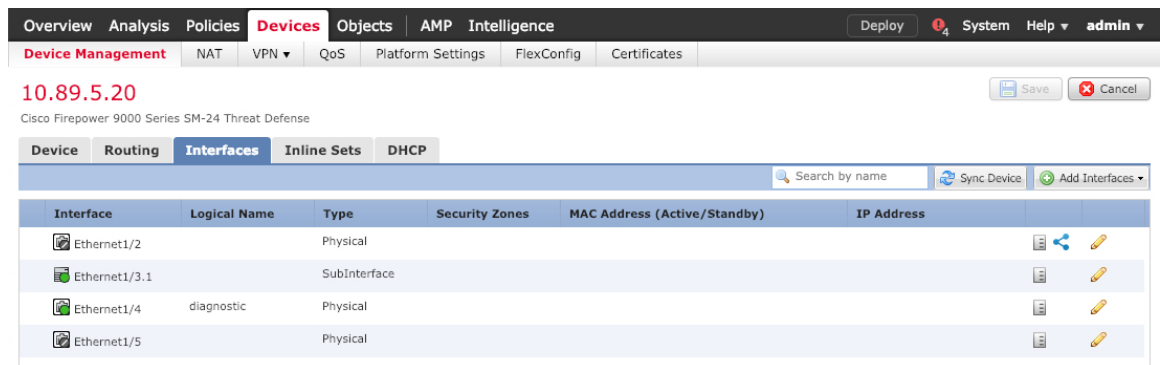 Overview Analysis Policies Devices Objects AMP Intelligence Deploy 4 System Help admin
Device Management NAT VPN QoS Platform Settings FlexConfig Certificates
10.89.5.20 Save Cancel
Cisco Firepower 9000 Series SM-24 Threat Defense
Device Routing Interfaces Inline Sets DHCP
Search by name Sync Device Add Interfaces
Interface Logical Name Type Security Zones MAC Address (Active/Standby) IP Address
Ethernet1/2 Physical
Ethernet1/3.1 SubInterface
Ethernet1/4 diagnostic Physical
Ethernet1/5 Physical